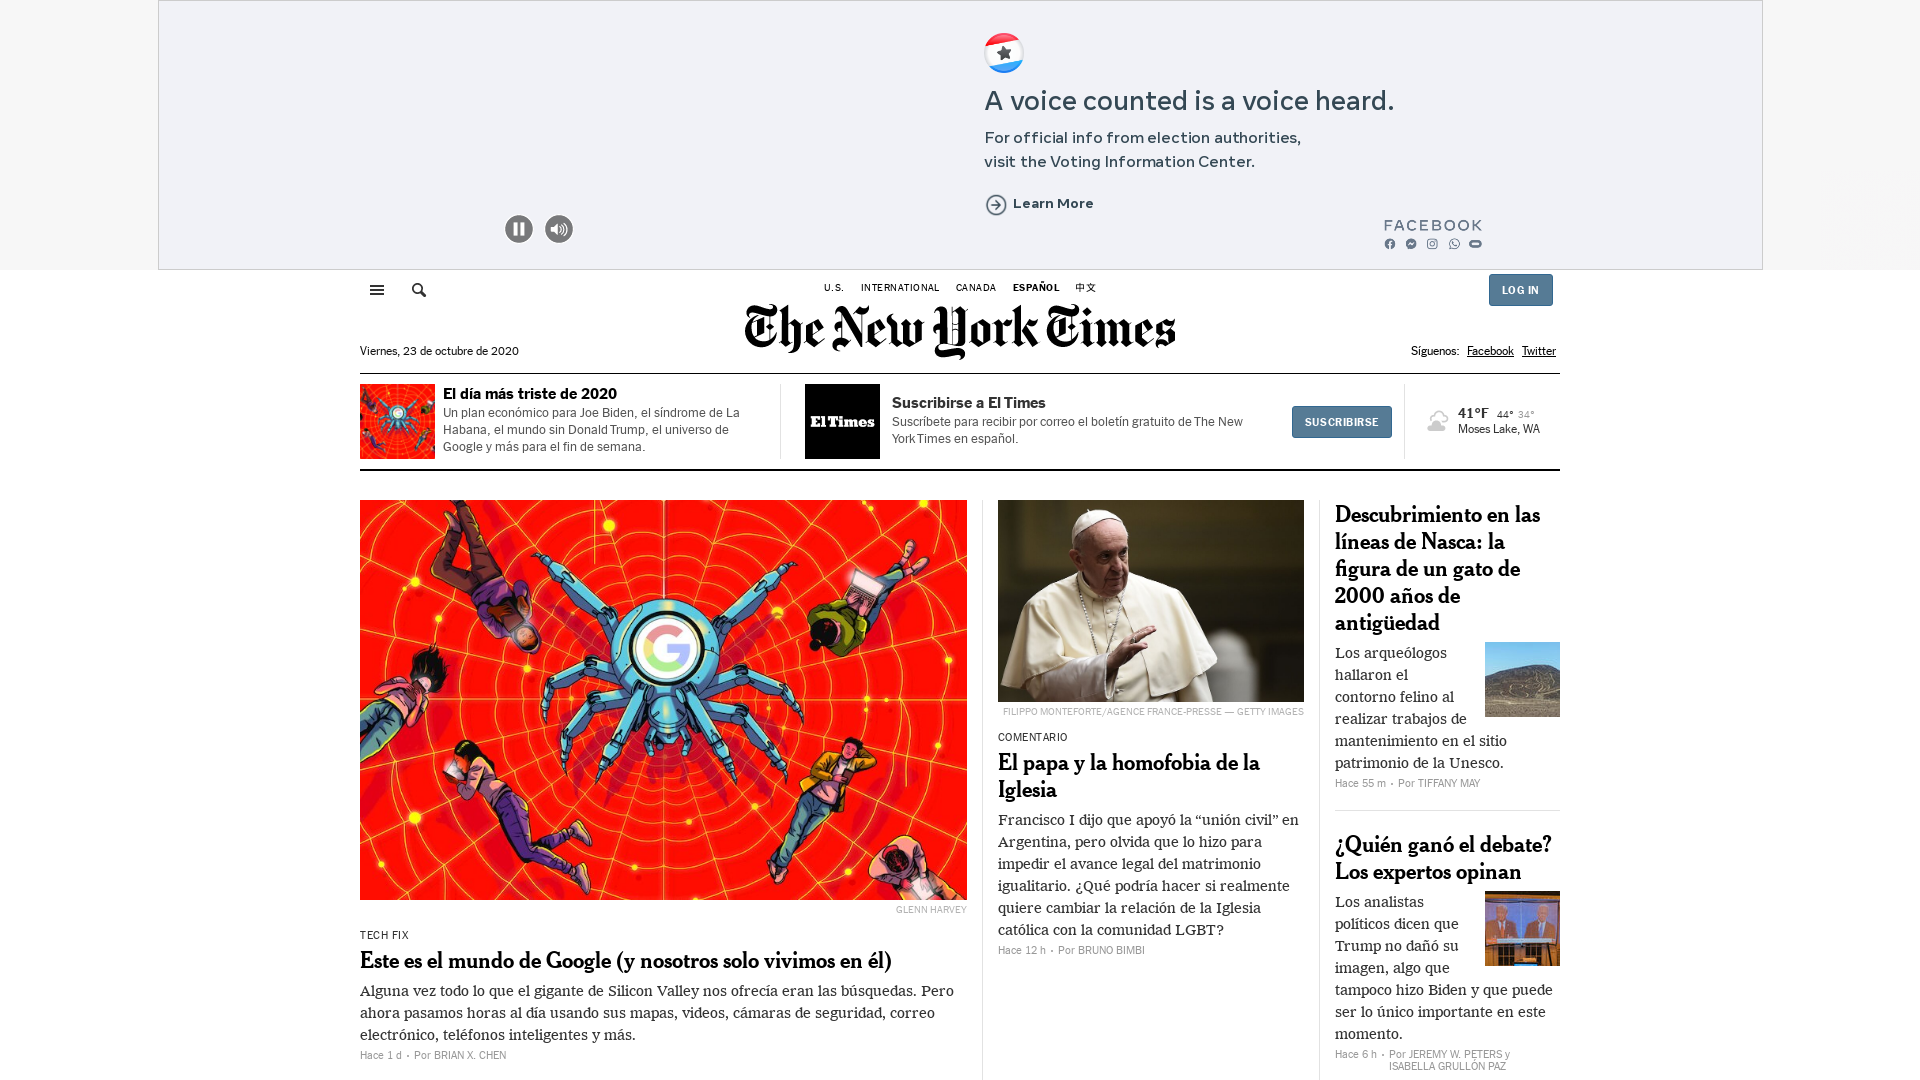 A voice counted is a voice heard.
For official info from election authorities,
visit the Voting Information Center.
Learn More
FACEBOOK
U.S. INTERNATIONAL CANADA ESPAÑOL 中文
LOG IN
The New York Times
Viernes, 23 de octubre de 2020
Síguenos: Facebook Twitter
El día más triste de 2020
Un plan económico para Joe Biden, el síndrome de La
Habana, el mundo sin Donald Trump, el universo de
Google y más para el fin de semana.
El Times
Suscribirse a El Times
Suscríbete para recibir por correo el boletín gratuito de The New
York Times en español.
SUSCRIBIRSE
41°F 44° 34°
Moses Lake, WA
G
GLENN HARVEY
TECH FIX
Este es el mundo de Google (y nosotros solo vivimos en él)
Alguna vez todo lo que el gigante de Silicon Valley nos ofrecía eran las búsquedas. Pero
ahora pasamos horas al día usando sus mapas, videos, cámaras de seguridad, correo
electrónico, teléfonos inteligentes y más.
Hace 1 d • Por BRIAN X. CHEN
FILIPPO MONTEFORTE/AGENCE FRANCE-PRESSE — GETTY IMAGES
COMENTARIO
El papa y la homofobia de la
Iglesia
Francisco I dijo que apoyó la “unión civil” en
Argentina, pero olvida que lo hizo para
impedir el avance legal del matrimonio
igualitario. ¿Qué podría hacer si realmente
quiere cambiar la relación de la Iglesia
católica con la comunidad LGBT?
Hace 12 h • Por BRUNO BIMBI
Descubrimiento en las
líneas de Nasca: la
figura de un gato de
2000 años de
antigüedad
Los arqueólogos
hallaron el
contorno felino al
realizar trabajos de
mantenimiento en el sitio
patrimonio de la Unesco.
Hace 55 m • Por TIFFANY MAY
¿Quién ganó el debate?
Los expertos opinan
Los analistas
políticos dicen que
Trump no dañó su
imagen, algo que
tampoco hizo Biden y que puede
ser lo único importante en este
momento.
Hace 6 h • Por JEREMY W. PETERS y
ISABELLA GRULLÓN PAZ